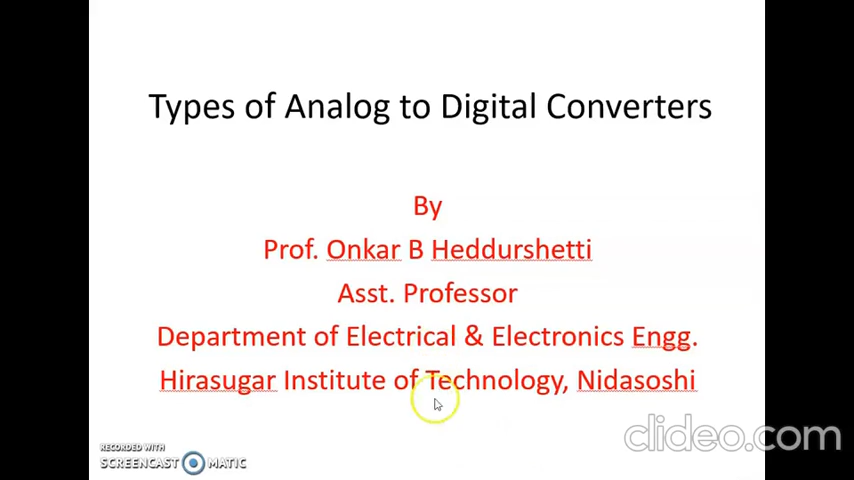 Types of Analog to Digital Converters
By
Prof. Onkar B Heddurshetti
Asst. Professor
Department of Electrical & Electronics Engg.
Hirasugar Institute of Technology, Nidasoshi
clideo.com
RECORDED WITH
SCREENCAST MATIC